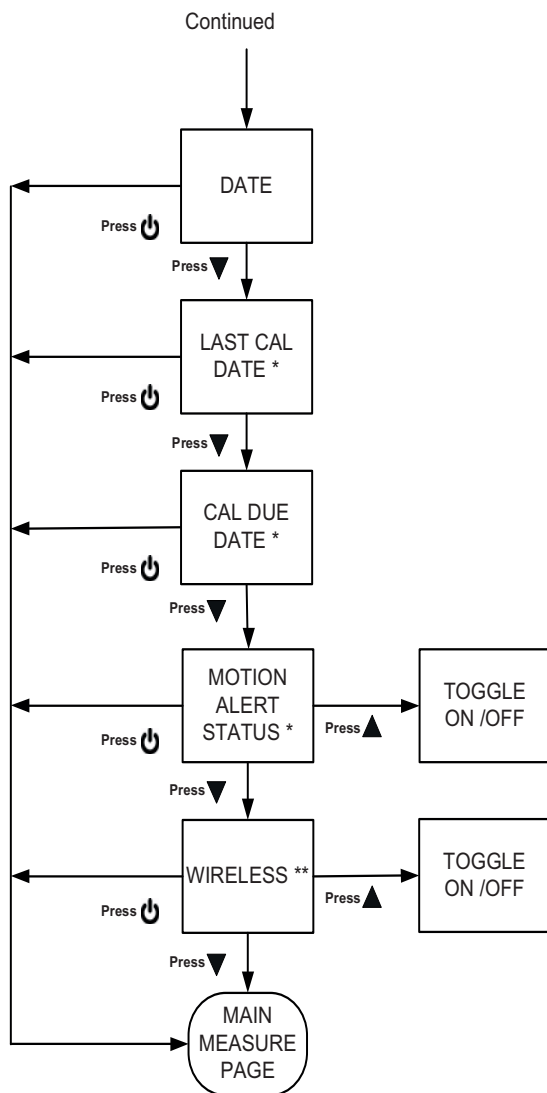 Continued
DATE
Press
Press
LAST CAL
DATE *
Press
Press
CAL DUE
DATE *
Press
Press
MOTION
ALERT
STATUS *
Press
TOGGLE
ON /OFF
Press
Press
WIRELESS **
Press
TOGGLE
ON /OFF
Press
Press
MAIN
MEASURE
PAGE